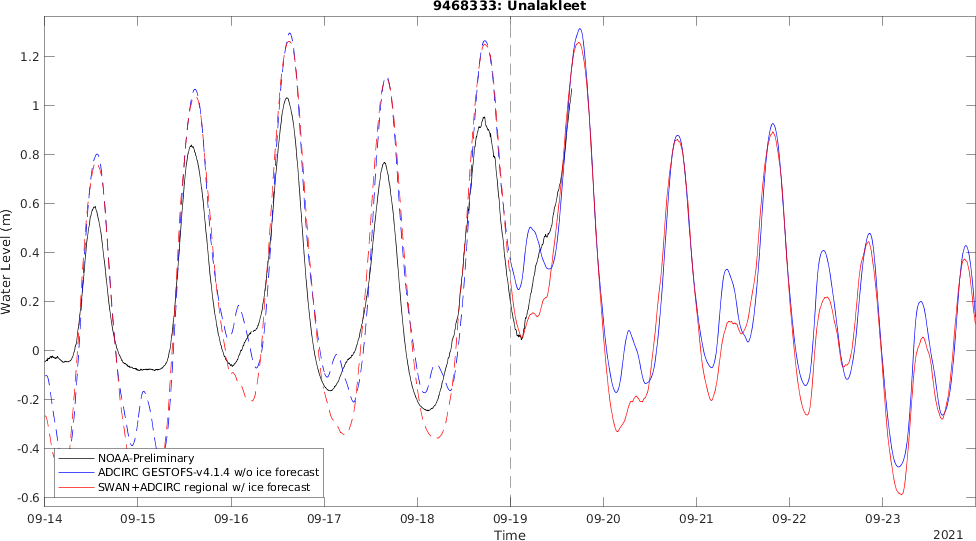 9468333: Unalakleet
1.2
1
0.8
0.6
0.4
0.2
0
-0.2
-0.4
-0.6
Water Level (m)
NOAA-Preliminary
ADCIRC GESTOFS-v4.1.4 w/o ice forecast
SWAN+ADCIRC regional w/ ice forecast
09-14 09-15 09-16 09-17 09-18 09-19 09-20 09-21 09-22 09-23
Time
2021